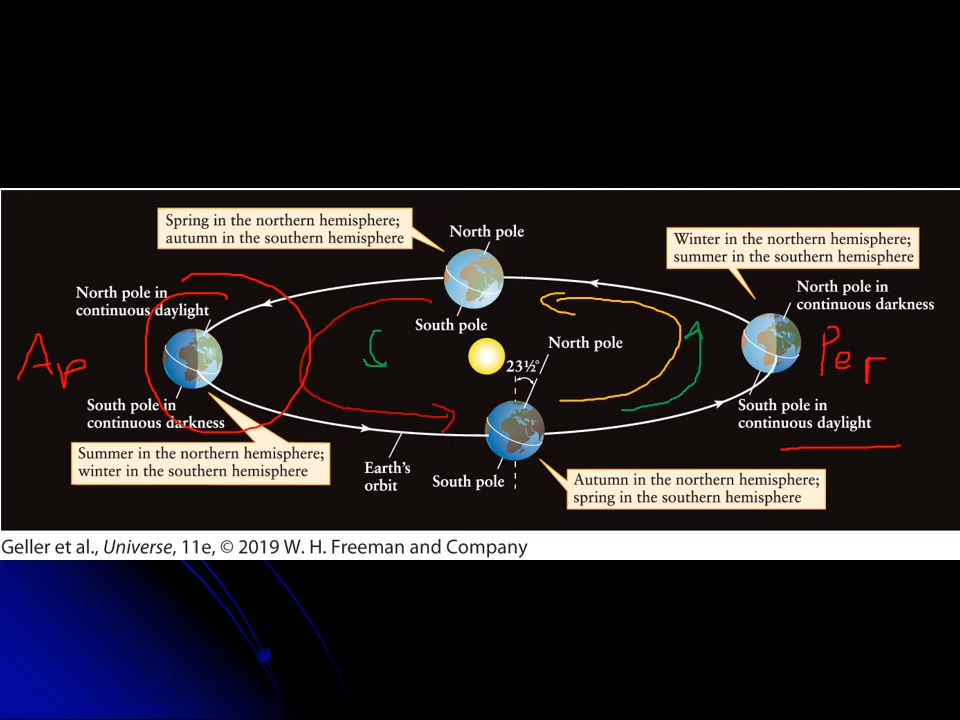 Spring in the northern hemisphere;
autumn in the southern hemisphere
North pole
Winter in the northern hemisphere;
summer in the southern hemisphere
North pole in
continuous daylight
North pole in
continuous darkness
South pole
North pole
23½°
Ap
Per
South pole in
continuous darkness
South pole in
continuous daylight
Summer in the northern hemisphere;
winter in the southern hemisphere
Earth's
orbit
South pole
Autumn in the northern hemisphere;
spring in the southern hemisphere
Geller et al., Universe, 11e, © 2019 W. H. Freeman and Company